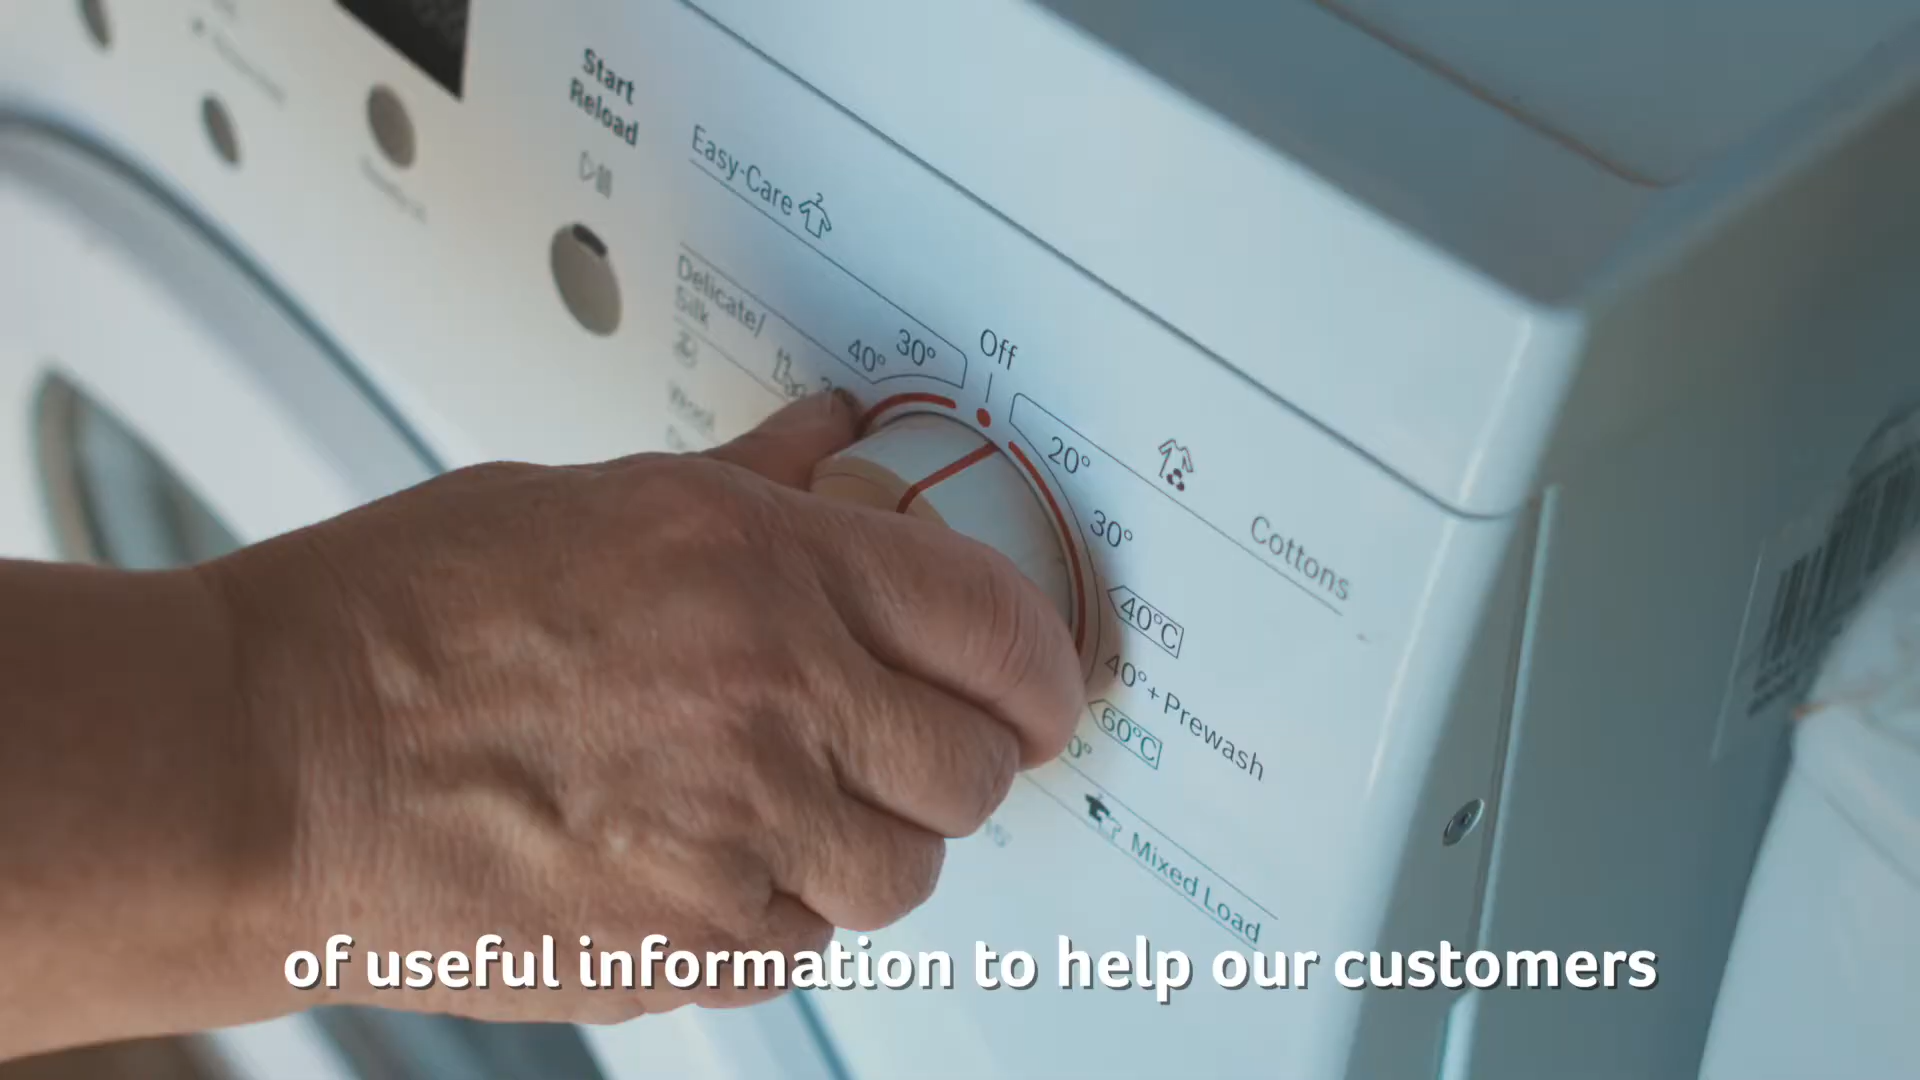 Start
Reload
Easy-Care
Delicate/
Silk
40° 30°
Off
20°
30°
Cottons
40°C
40°+Prewash
60°C
Mixed Load
of useful information to help our customers